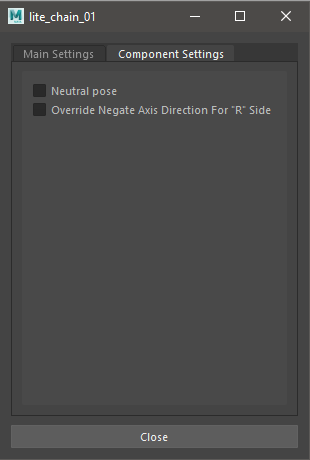 lite_chain_01
Main Settings Component Settings
Neutral pose
Override Negate Axis Direction For "R" Side
Close